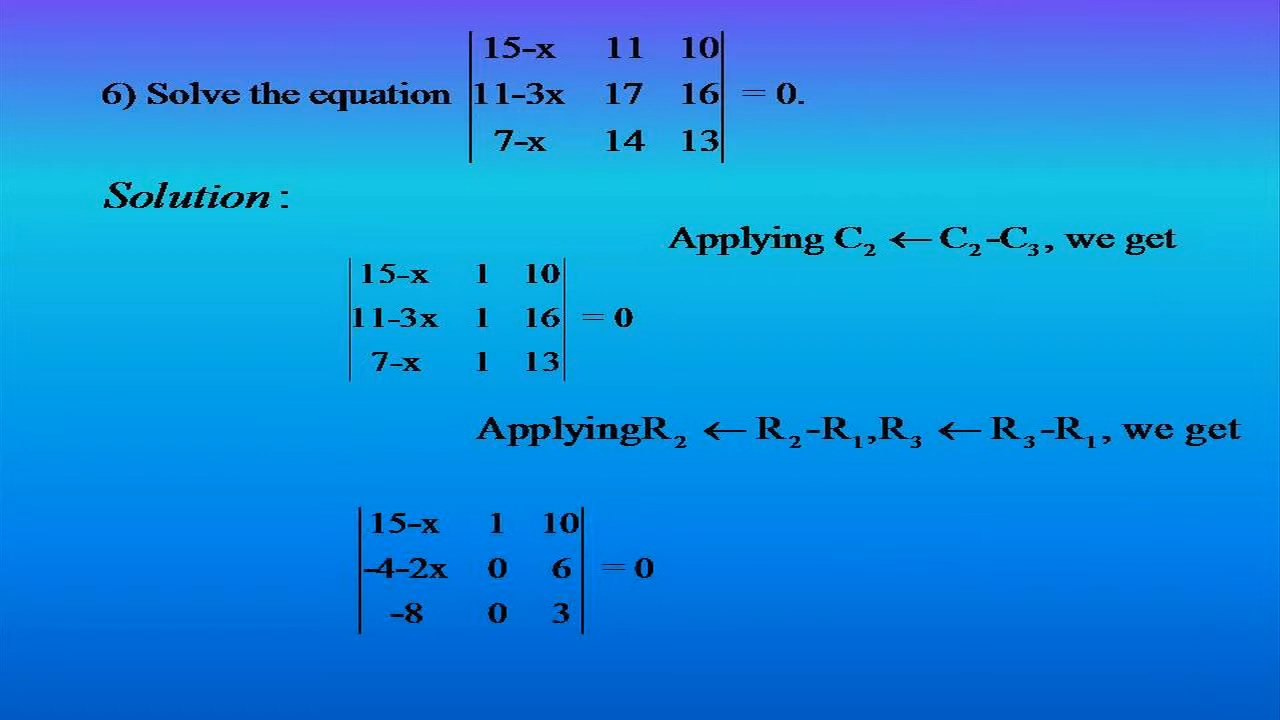 15-x 11 10
6) Solve the equation 11-3x 17 16 = 0.
7-x 14 13
Solution :
Applying C₂ ← C₂-C₃, we get
15-x 1 10
11-3x 1 16 = 0
7-x 1 13
ApplyingR₂ ← R₂-R₁,R₃ ← R₃-R₁, we get
15-x 1 10
-4-2x 0 6 = 0
-8 0 3